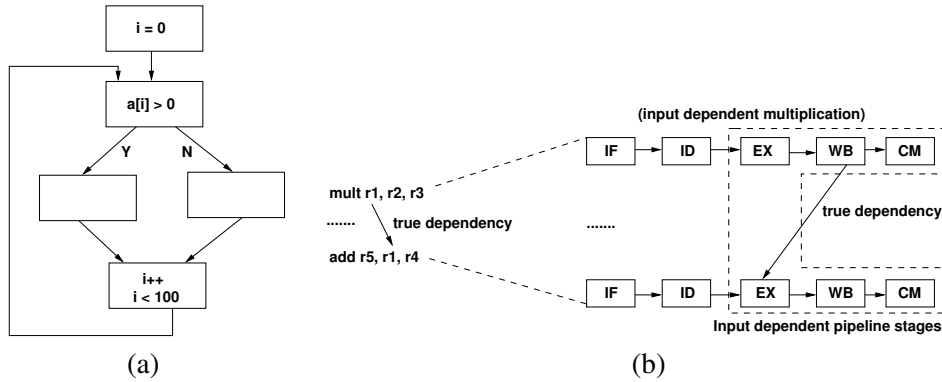 i = 0
a[i] > 0
Y N
i++
i < 100
(a)
(input dependent multiplication)
IF ID EX WB CM
mult r1, r2, r3
....... true dependency
add r5, r1, r4
.......
true dependency
IF ID EX WB CM
Input dependent pipeline stages
(b)